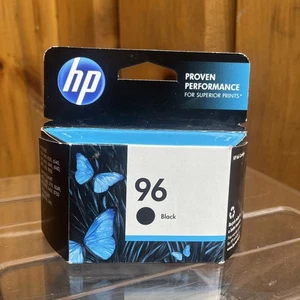 hp
PROVEN
PERFORMANCE
FOR SUPERIOR PRINTS*
96
Black